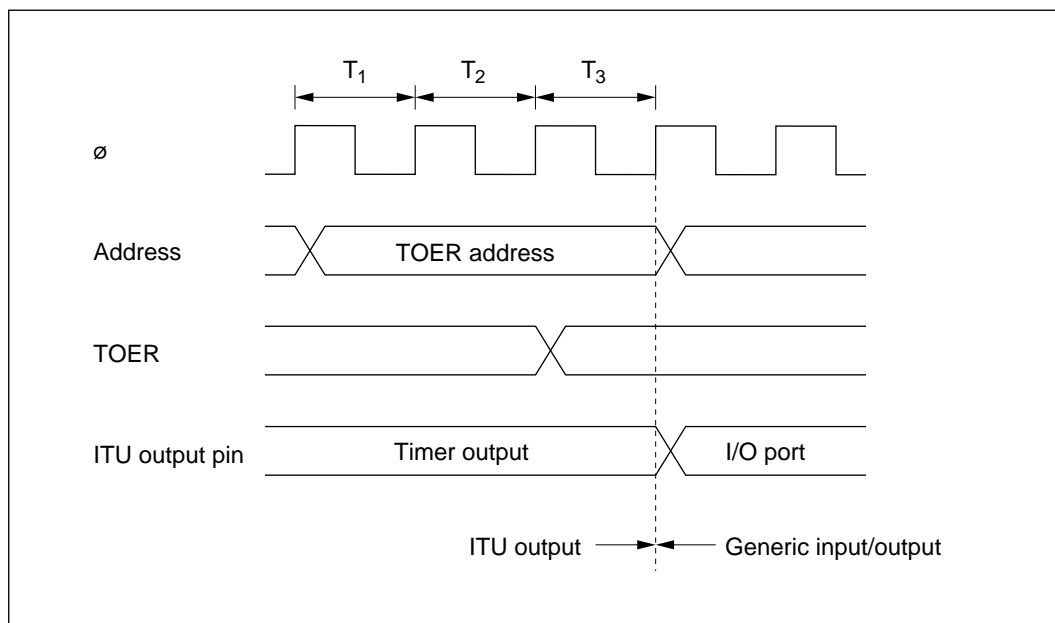 T1 T2 T3
ø
Address TOER address
TOER
ITU output pin Timer output I/O port
ITU output Generic input/output